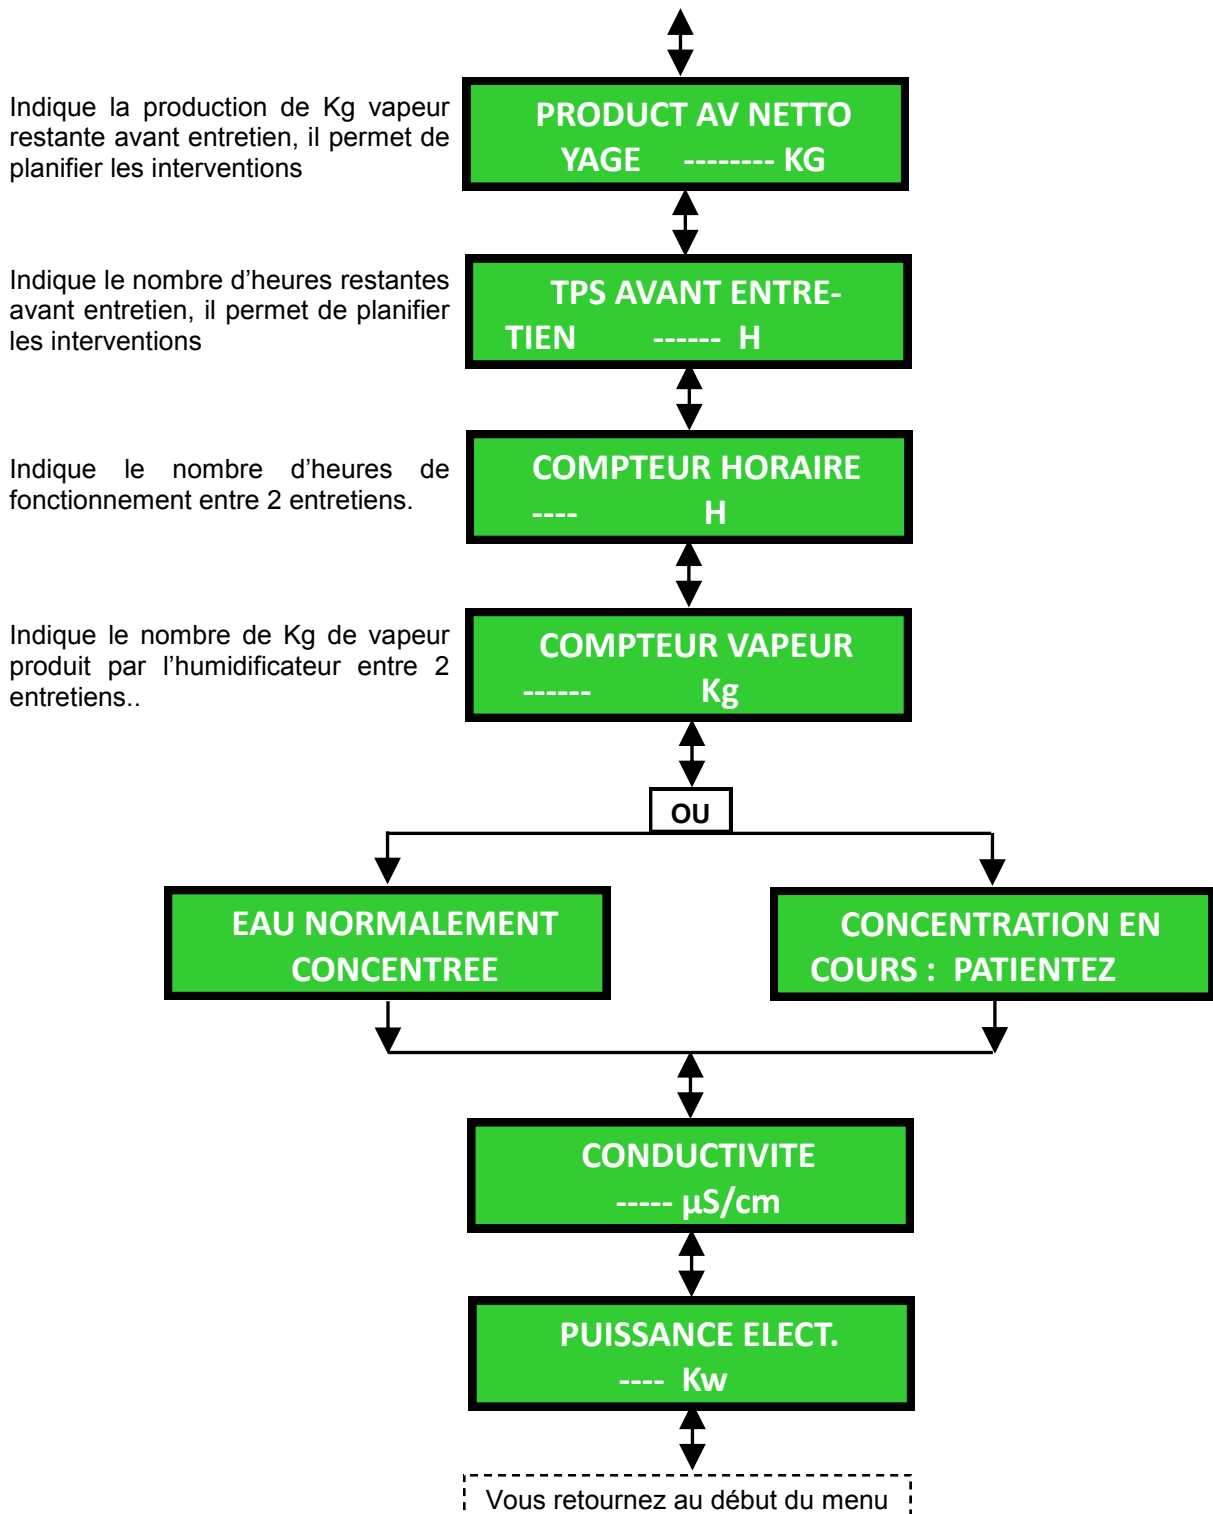 Indique la production de Kg vapeur
restante avant entretien, il permet de
planifier les interventions
PRODUCT AV NETTO
YAGE -------- KG
Indique le nombre d'heures restantes
avant entretien, il permet de planifier
les interventions
TPS AVANT ENTRE-
TIEN ------ H
Indique le nombre d'heures de
fonctionnement entre 2 entretiens.
COMPTEUR HORAIRE
---- H
Indique le nombre de Kg de vapeur
produit par l'humidificateur entre 2
entretiens..
COMPTEUR VAPEUR
------ Kg
OU
EAU NORMALEMENT
CONCENTREE
CONCENTRATION EN
COURS : PATIENTEZ
CONDUCTIVITE
----- µS/cm
PUISSANCE ELECT.
---- Kw
Vous retournez au début du menu